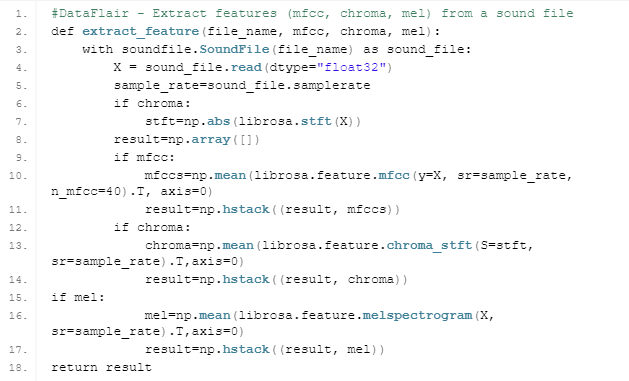 1. #DataFlair - Extract features (mfcc, chroma, mel) from a sound file
2. def extract_feature(file_name, mfcc, chroma, mel):
3.     with soundfile.SoundFile(file_name) as sound_file:
4.         X = sound_file.read(dtype="float32")
5.         sample_rate=sound_file.samplerate
6.         if chroma:
7.             stft=np.abs(librosa.stft(X))
8.         result=np.array([])
9.         if mfcc:
10.             mfccs=np.mean(librosa.feature.mfcc(y=X, sr=sample_rate,
n_mfcc=40).T, axis=0)
11.             result=np.hstack((result, mfccs))
12.         if chroma:
13.             chroma=np.mean(librosa.feature.chroma_stft(S=stft,
sr=sample_rate).T,axis=0)
14.             result=np.hstack((result, chroma))
15. if mel:
16.             mel=np.mean(librosa.feature.melspectrogram(X,
sr=sample_rate).T,axis=0)
17.             result=np.hstack((result, mel))
18. return result